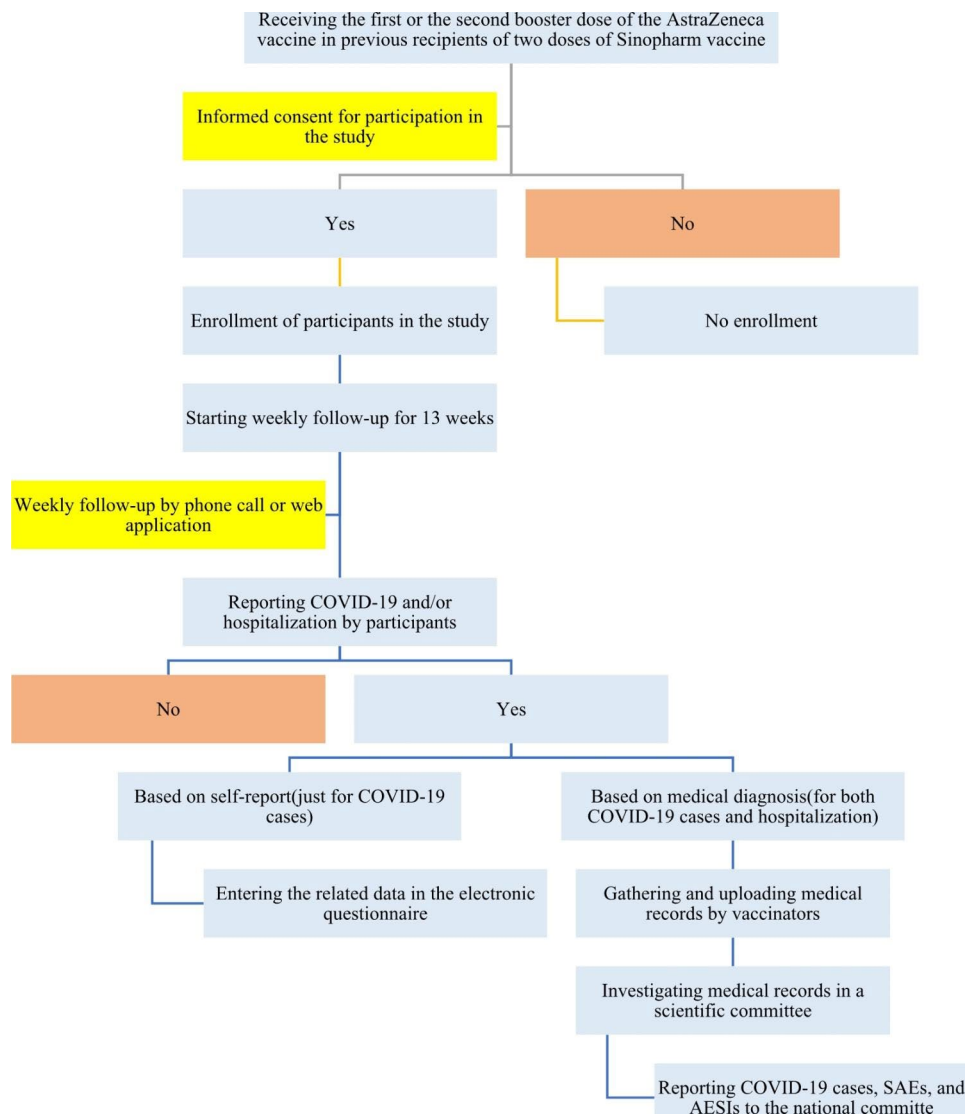 Receiving the first or the second booster dose of the AstraZeneca
vaccine in previous recipients of two doses of Sinopharm vaccine
Informed consent for participation in
the study
Yes
No
Enrollment of participants in the study
No enrollment
Starting weekly follow-up for 13 weeks
Weekly follow-up by phone call or web
application
Reporting COVID-19 and/or
hospitalization by participants
No
Yes
Based on self-report(just for COVID-19
cases)
Based on medical diagnosis(for both
COVID-19 cases and hospitalization)
Entering the related data in the electronic
questionnaire
Gathering and uploading medical
records by vaccinators
Investigating medical records in a
scientific committee
Reporting COVID-19 cases, SAEs, and
AESIs to the national committe